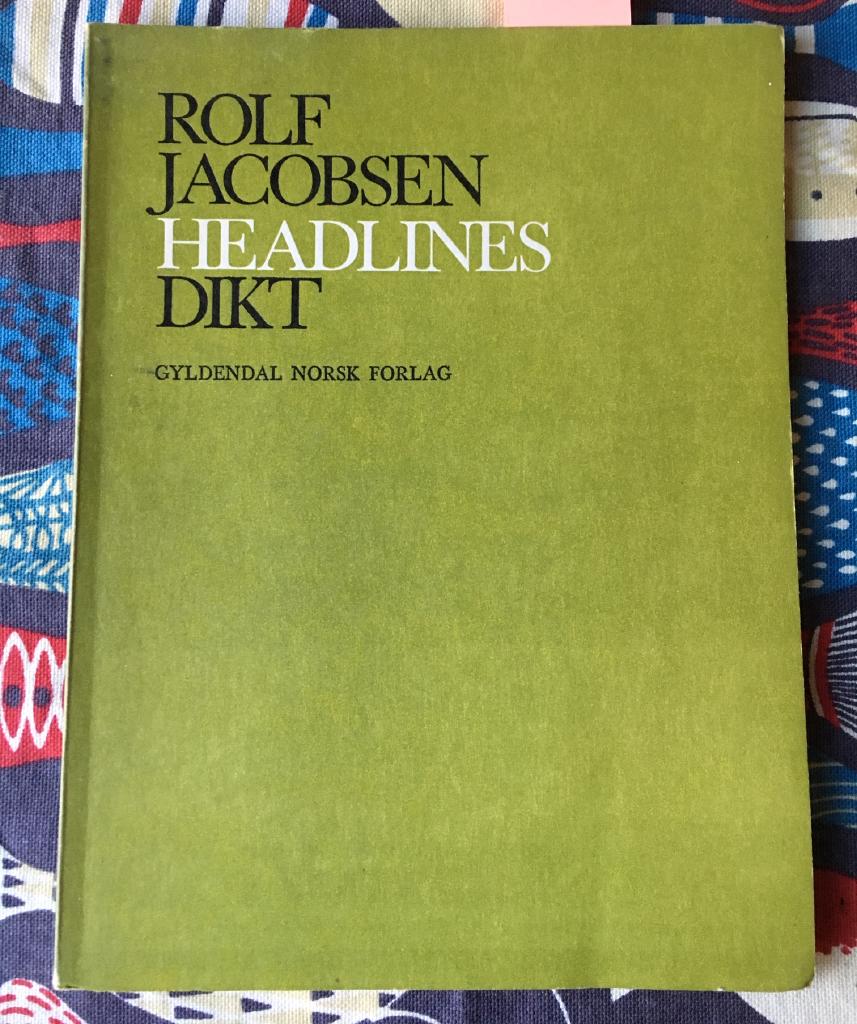 ROLF
JACOBSEN
HEADLINES
DIKT
GYLDENDAL NORSK FORLAG